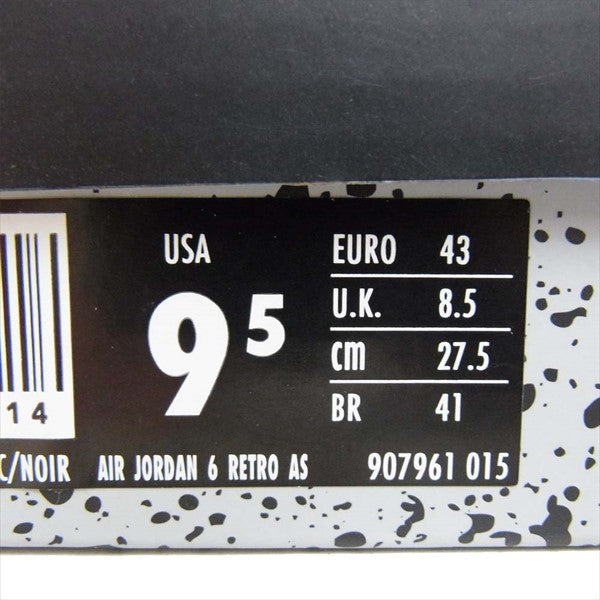 USA
9 5
EURO 43
U.K. 8.5
cm 27.5
BR 41
14
C/NOIR AIR JORDAN 6 RETRO AS 907961 015